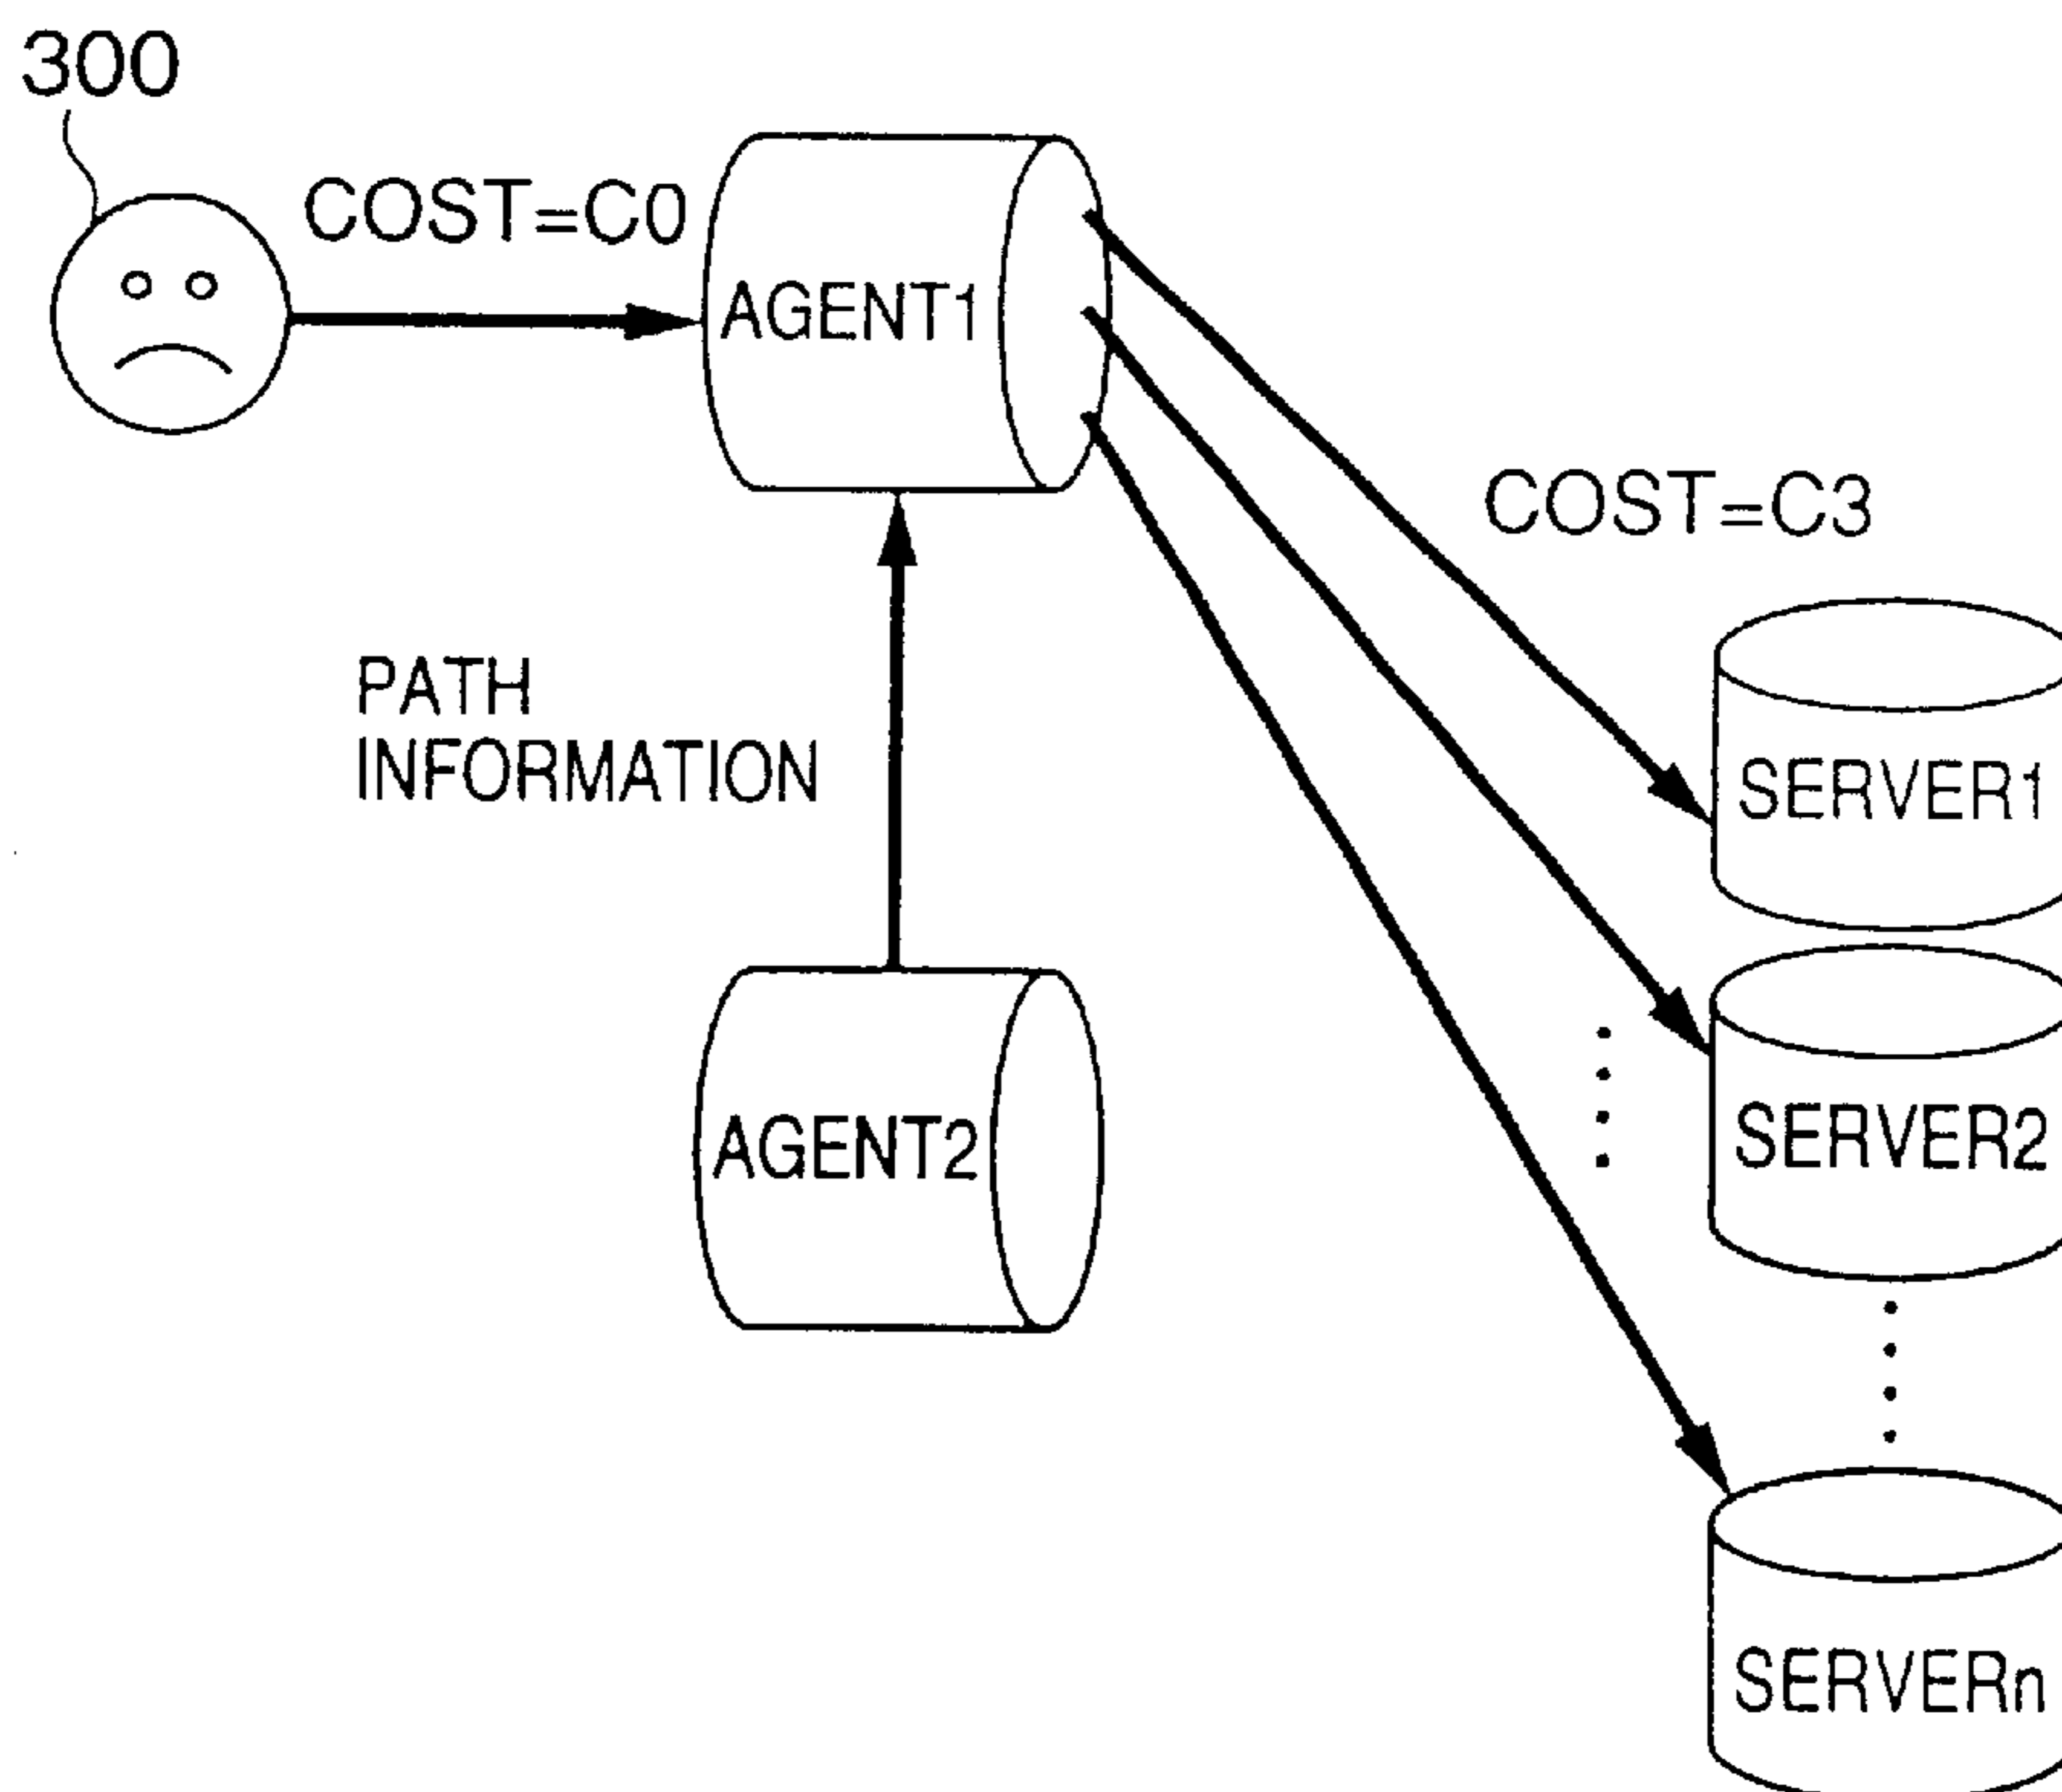 300
COST=C0
AGENT1
COST=C3
PATH
INFORMATION
SERVER1
AGENT2
SERVER2
SERVERn